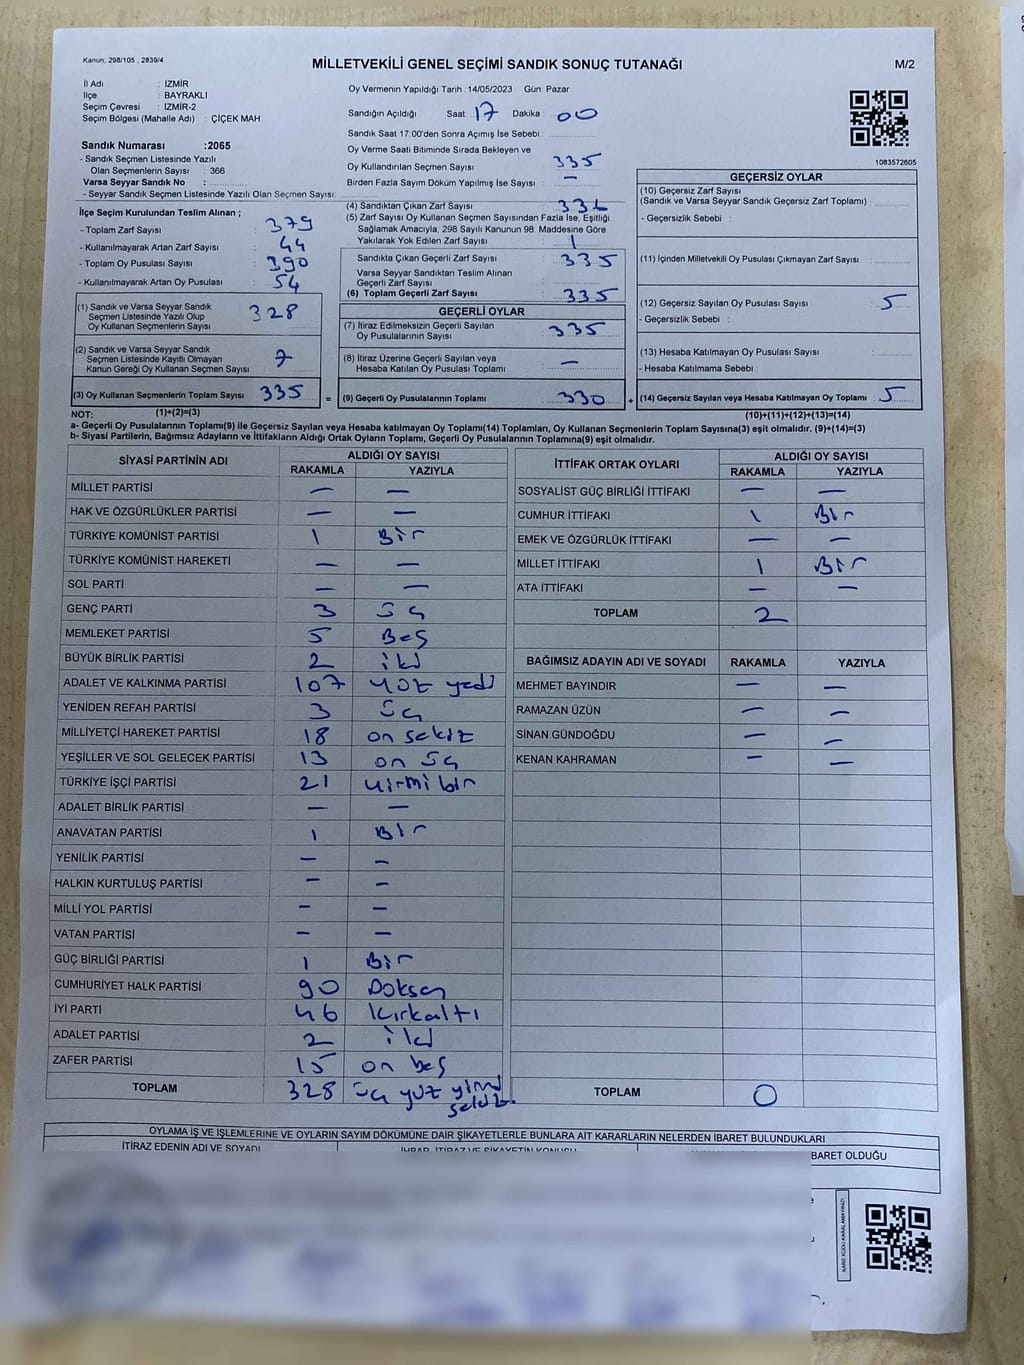 Kanun: 298/105 , 2839/4
MİLLETVEKİLİ GENEL SEÇİMİ SANDIK SONUÇ TUTANAĞI
M/2
İl Adı : İZMİR
İlçe : BAYRAKLI
Seçim Çevresi : İZMİR-2
Seçim Bölgesi (Mahalle Adı) : ÇİÇEK MAH
Oy Vermenin Yapıldığı Tarih :14/05/2023 Gün: Pazar
Sandığın Açıldığı Saat: 17 Dakika: 00
Sandık Saat 17:00'den Sonra Açımış İse Sebebi :
Oy Verme Saati Bitiminde Sırada Bekleyen ve
Oy Kullandırılan Seçmen Sayısı : 335
Birden Fazla Sayım Döküm Yapılmış İse Sayısı : —
Sandık Numarası :2065
- Sandık Seçmen Listesinde Yazılı
Olan Seçmenlerin Sayısı : 366
Varsa Seyyar Sandık No :
- Seyyar Sandık Seçmen Listesinde Yazılı Olan Seçmen Sayısı:
1083572605
İlçe Seçim Kurulundan Teslim Alınan ;
- Toplam Zarf Sayısı : 379
- Kullanılmayarak Artan Zarf Sayısı : 44
- Toplam Oy Pusulası Sayısı : 390
- Kullanılmayarak Artan Oy Pusulası : 54
(4) Sandıktan Çıkan Zarf Sayısı :
(5) Zarf Sayısı Oy Kullanan Seçmen Sayısından Fazla İse, Eşitliği
Sağlamak Amacıyla, 298 Sayılı Kanunun 98. Maddesine Göre
Yakılarak Yok Edilen Zarf Sayısı : 1
Sandıkta Çıkan Geçerli Zarf Sayısı : 335
Varsa Seyyar Sandıktan Teslim Alınan
Geçerli Zarf Sayısı :
(6) Toplam Geçerli Zarf Sayısı : 335
GEÇERSİZ OYLAR
(10) Geçersiz Zarf Sayısı
(Sandık ve Varsa Seyyar Sandık Geçersiz Zarf Toplamı) :
- Geçersizlik Sebebi :
(11) İçinden Milletvekili Oy Pusulası Çıkmayan Zarf Sayısı :
(12) Geçersiz Sayılan Oy Pusulası Sayısı : 5
- Geçersizlik Sebebi :
(13) Hesaba Katılmayan Oy Pusulası Sayısı :
- Hesaba Katılmama Sebebi :
(14) Geçersiz Sayılan veya Hesaba Katılmayan Oy Toplamı : 5
(1) Sandık ve Varsa Seyyar Sandık
Seçmen Listesinde Yazılı Olup
Oy Kullanan Seçmenlerin Sayısı : 328
(2) Sandık ve Varsa Seyyar Sandık
Seçmen Listesinde Kayıtlı Olmayan
Kanun Gereği Oy Kullanan Seçmen Sayısı : 7
(3) Oy Kullanan Seçmenlerin Toplam Sayısı : 335
GEÇERLİ OYLAR
(7) İtiraz Edilmeksizin Geçerli Sayılan
Oy Pusulalarının Sayısı : 335
(8) İtiraz Üzerine Geçerli Sayılan veya
Hesaba Katılan Oy Pusulası Toplamı : —
= (9) Geçerli Oy Pusulalarının Toplamı : 330 +
NOT: (1)+(2)=(3)
(10)+(11)+(12)+(13)=(14)
a- Geçerli Oy Pusulalarının Toplamı(9) ile Geçersiz Sayılan veya Hesaba Katılmayan Oy Toplamı(14) Toplamları, Oy Kullanan Seçmenlerin Toplam Sayısına(3) eşit olmalıdır. (9)+(14)=(3)
b- Siyasi Partilerin, Bağımsız Adayların ve İttifakların Aldığı Ortak Oyların Toplamı, Geçerli Oy Pusulalarının Toplamına(9) eşit olmalıdır.
SİYASİ PARTİNİN ADI ALDIĞI OY SAYISI
RAKAMLA YAZIYLA
MİLLET PARTİSİ — —
HAK VE ÖZGÜRLÜKLER PARTİSİ — —
TÜRKİYE KOMÜNİST PARTİSİ 1 Bir
TÜRKİYE KOMÜNİST HAREKETİ — —
SOL PARTİ — —
GENÇ PARTİ 3 üç
MEMLEKET PARTİSİ 5 Beş
BÜYÜK BİRLİK PARTİSİ 2 iki
ADALET VE KALKINMA PARTİSİ 107 yüz yedi
YENİDEN REFAH PARTİSİ 3 üç
MİLLİYETÇİ HAREKET PARTİSİ 18 on sekiz
YEŞİLLER VE SOL GELECEK PARTİSİ 13 on üç
TÜRKİYE İŞÇİ PARTİSİ 21 yirmi bir
ADALET BİRLİK PARTİSİ — —
ANAVATAN PARTİSİ 1 Bir
YENİLİK PARTİSİ — —
HALKIN KURTULUŞ PARTİSİ — —
MİLLİ YOL PARTİSİ — —
VATAN PARTİSİ — —
GÜÇ BİRLİĞİ PARTİSİ 1 Bir
CUMHURİYET HALK PARTİSİ 90 Doksan
İYİ PARTİ 46 Kırkaltı
ADALET PARTİSİ 2 iki
ZAFER PARTİSİ 15 on beş
TOPLAM 328 üç yüz yirmi
sekiz.
İTTİFAK ORTAK OYLARI ALDIĞI OY SAYISI
RAKAMLA YAZIYLA
SOSYALİST GÜÇ BİRLİĞİ İTTİFAKI — —
CUMHUR İTTİFAKI 1 Bir
EMEK VE ÖZGÜRLÜK İTTİFAKI — —
MİLLET İTTİFAKI 1 Bir
ATA İTTİFAKI — —
TOPLAM 2
BAĞIMSIZ ADAYIN ADI VE SOYADI RAKAMLA YAZIYLA
MEHMET BAYINDIR — —
RAMAZAN ÜZÜN — —
SİNAN GÜNDOĞDU — —
KENAN KAHRAMAN — —
TOPLAM 0
OYLAMA İŞ VE İŞLEMLERİNE VE OYLARIN SAYIM DÖKÜMÜNE DAİR ŞİKAYETLERLE BUNLARA AİT KARARLARIN NELERDEN İBARET BULUNDUKLARI
İTİRAZ EDENİN ADI VE SOYADI İHBAR, İTİRAZ VE ŞİKAYETİN KONUSU BARET OLDUĞU
KARE KODU KARALAMAYINIZ!